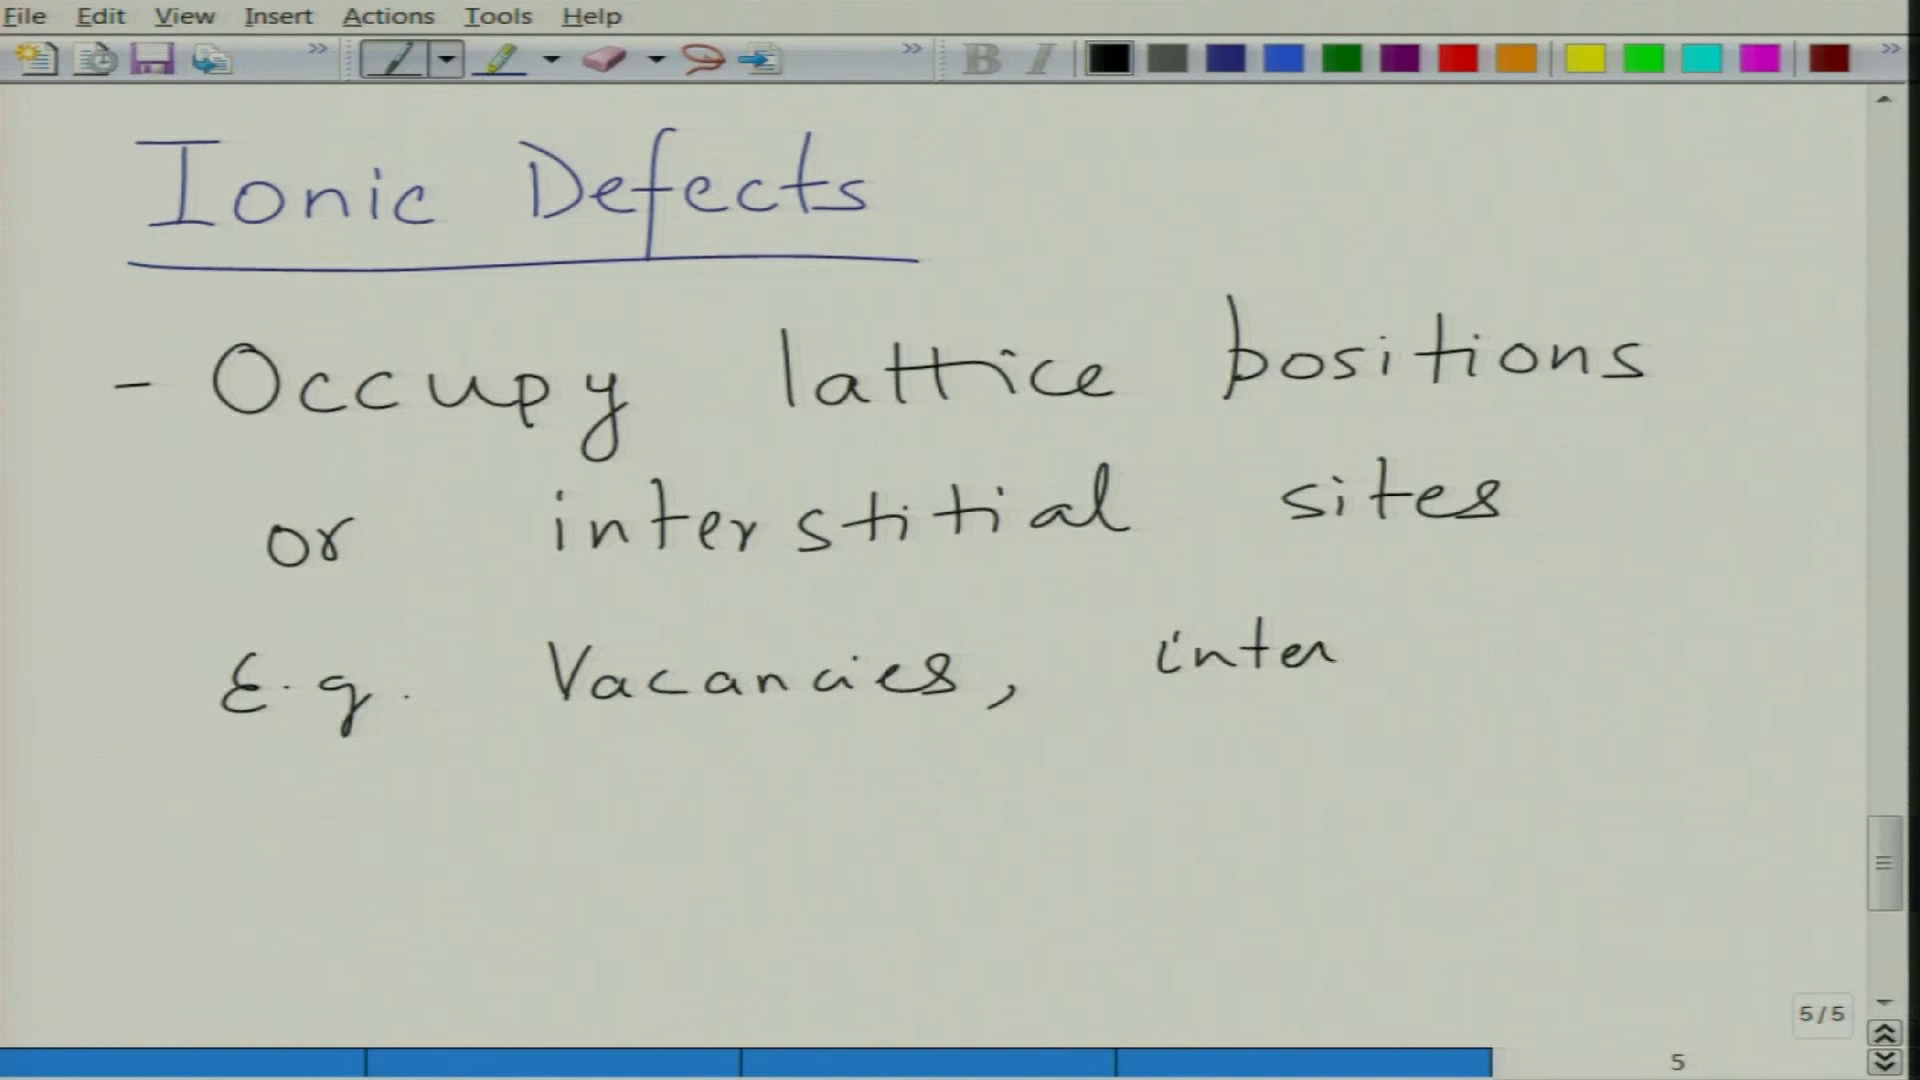 File Edit View Insert Actions Tools Help
B I
Ionic Defects
- Occupy lattice positions
or interstitial sites
E.g. Vacancies, inter
5/5
5